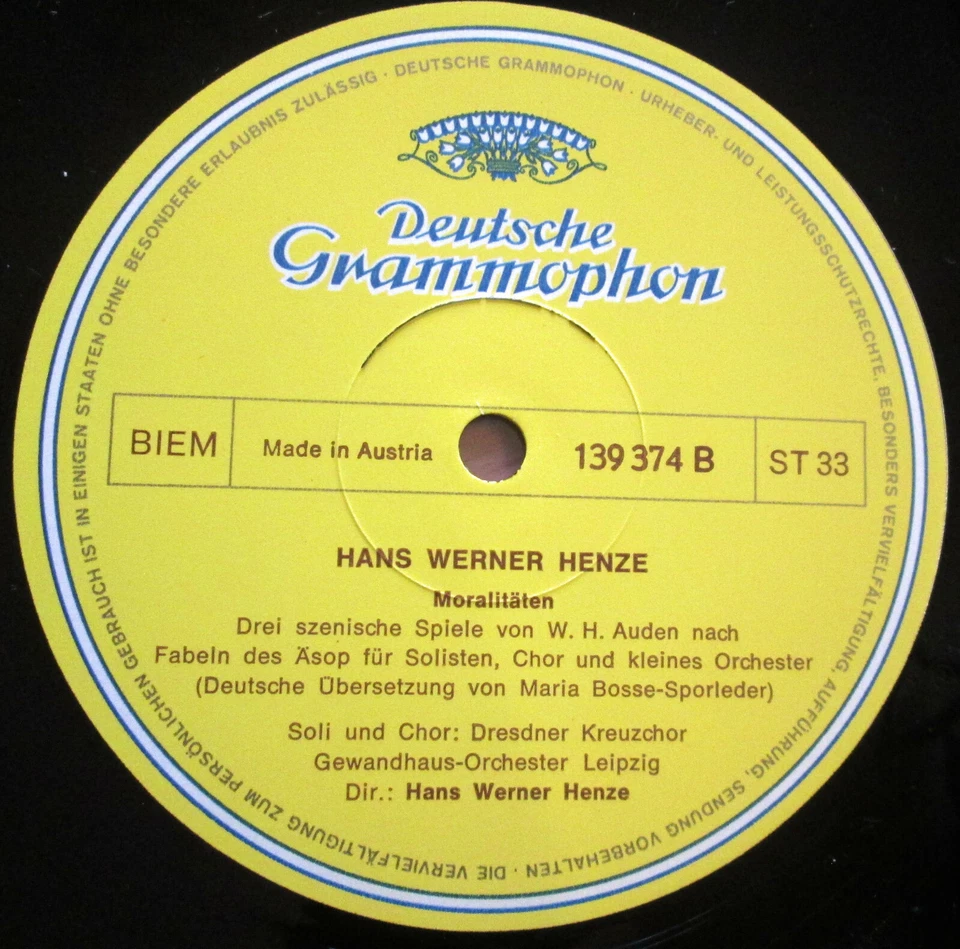 Deutsche
Grammophon
BIEM
Made in Austria
139 374 B
ST 33
HANS WERNER HENZE
Moralitäten
Drei szenische Spiele von W. H. Auden nach
Fabeln des Äsop für Solisten, Chor und kleines Orchester
(Deutsche Übersetzung von Maria Bosse-Sporleder)
Soli und Chor: Dresdner Kreuzchor
Gewandhaus-Orchester Leipzig
Dir.: Hans Werner Henze
DEUTSCHE GRAMMOPHON · URHEBER- UND LEISTUNGSSCHUTZRECHTE, BESONDERS VERVIELFÄLTIGUNG, AUFFÜHRUNG, SENDUNG VORBEHALTEN · DIE VERVIELFÄLTIGUNG ZUM PERSÖNLICHEN GEBRAUCH IST IN EINIGEN STAATEN OHNE BESONDERE ERLAUBNIS ZULÄSSIG ·